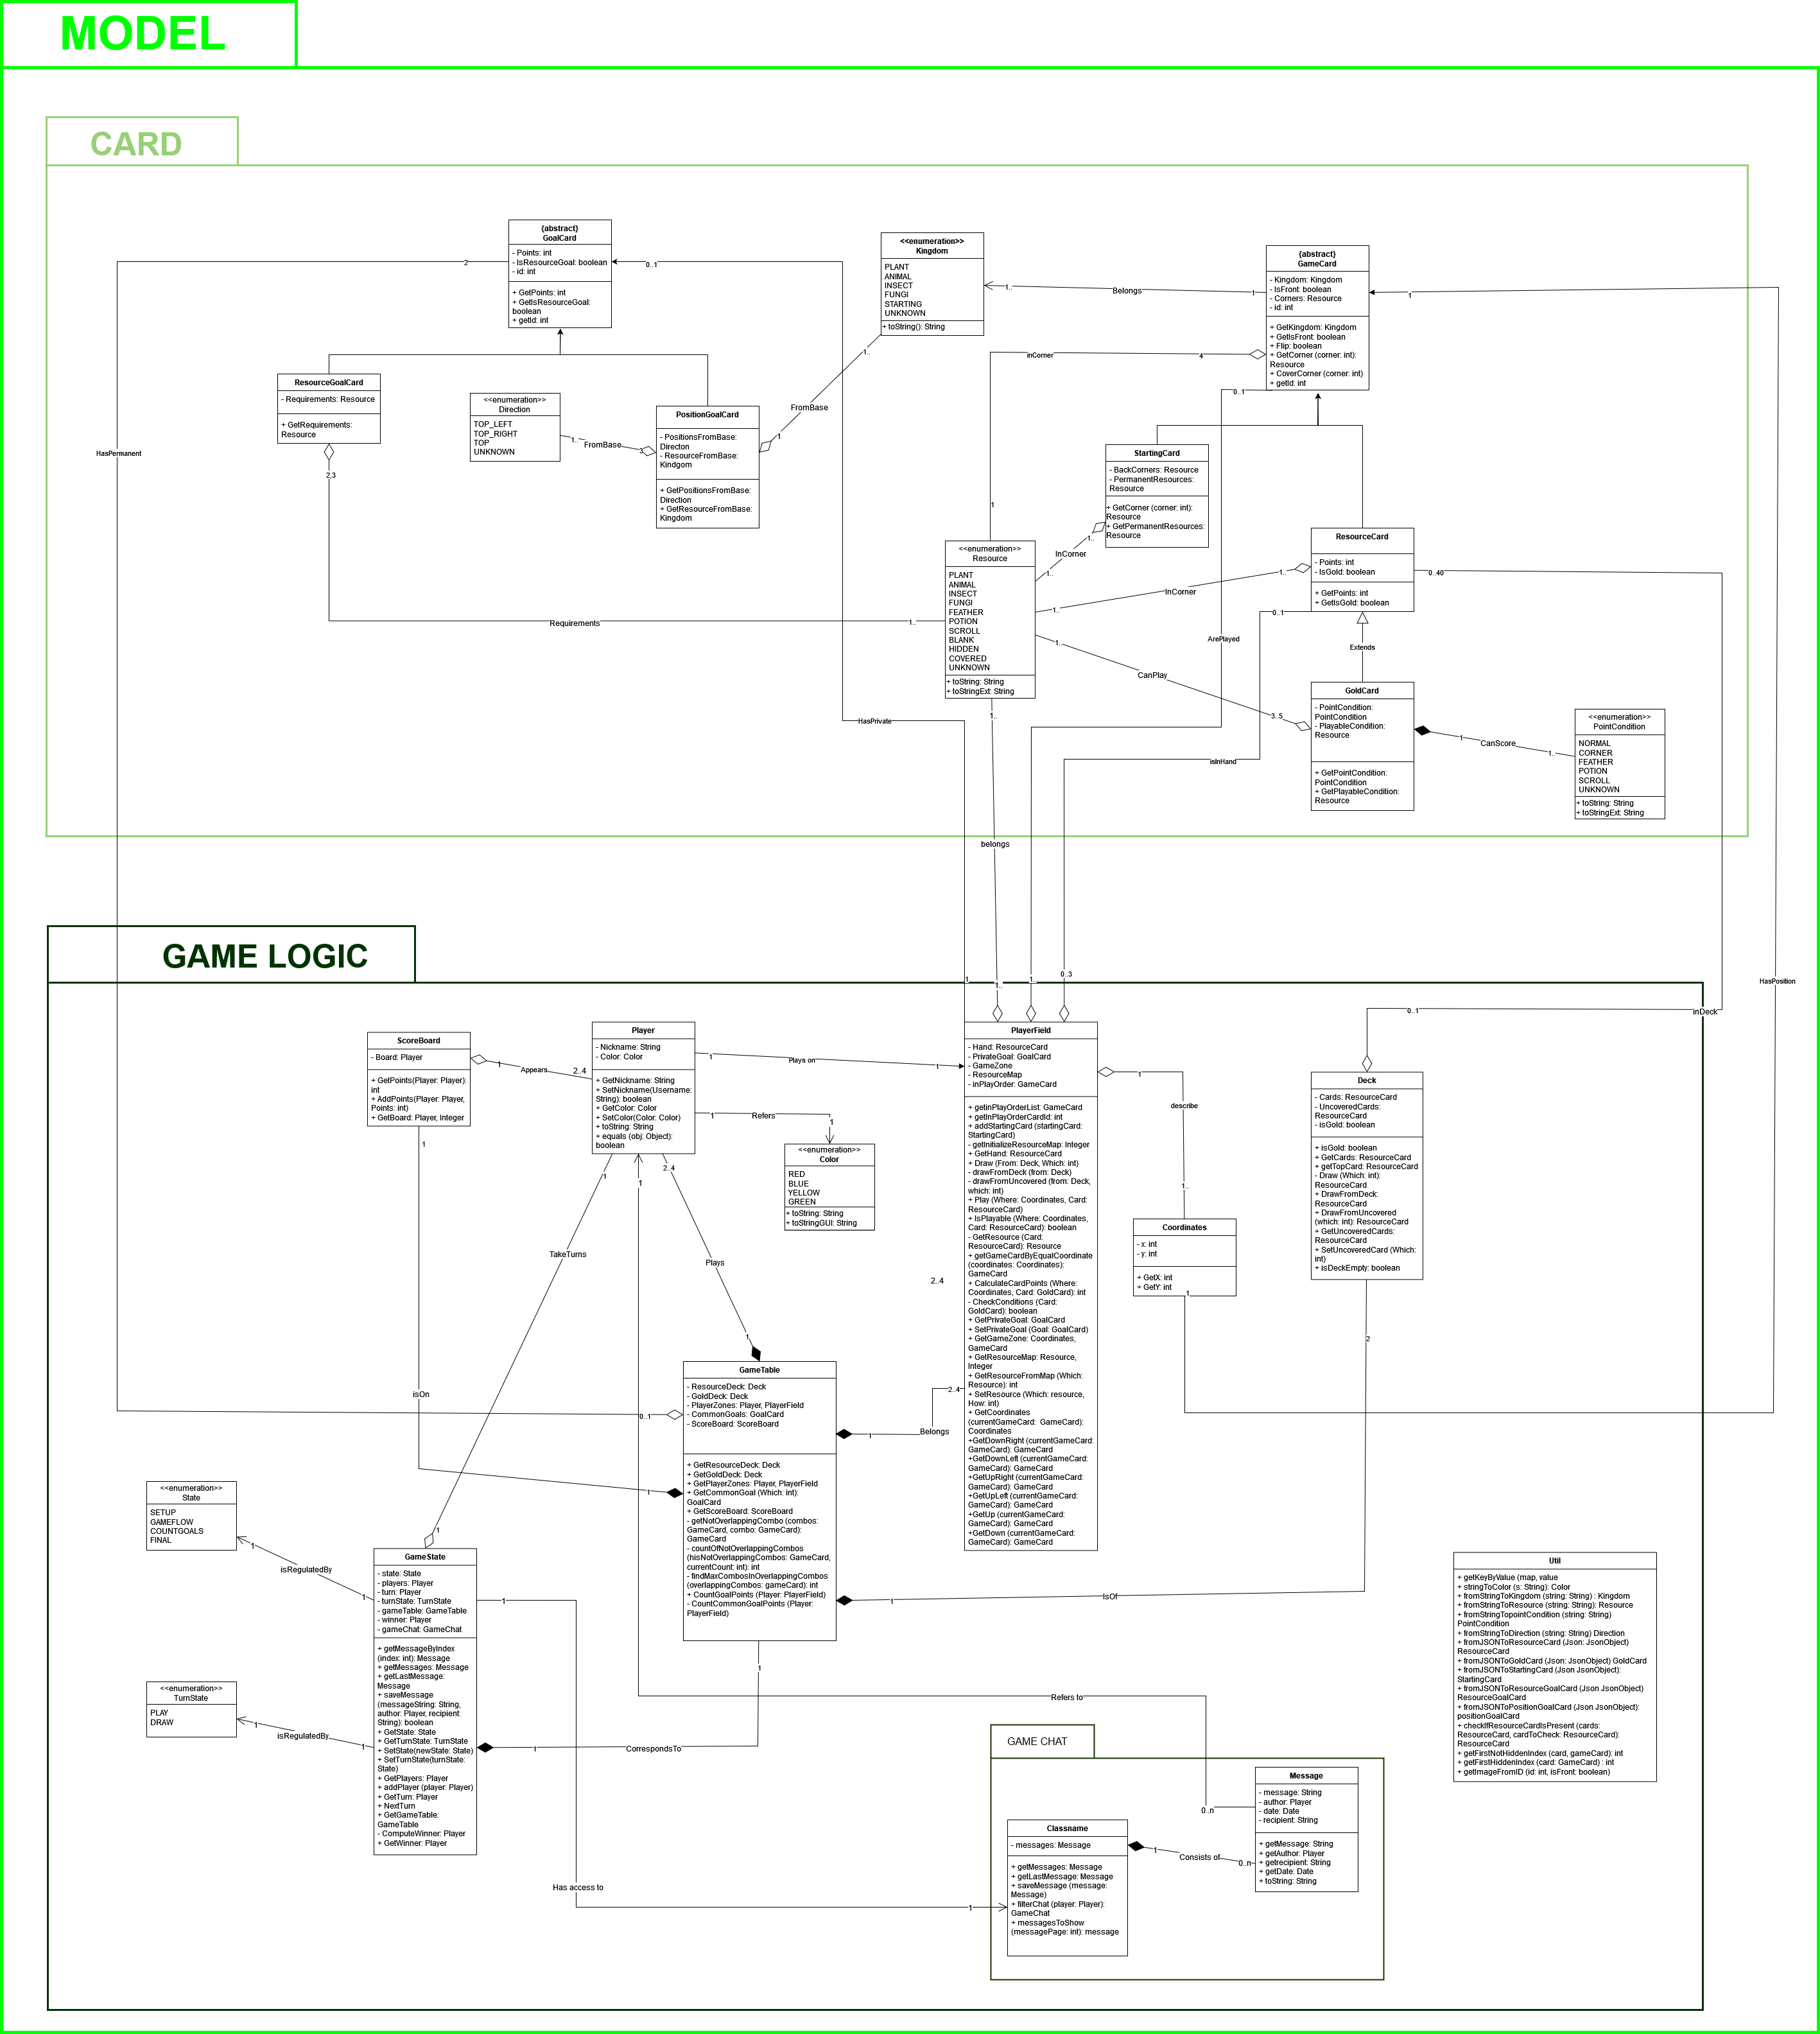 MODEL
CARD
{abstract}
GoalCard
- Points: int
- IsResourceGoal: boolean
- id: int
+ GetPoints: int
+ GetIsResourceGoal:
boolean
+ getId: int
2
0..1
<<enumeration>>
Kingdom
PLANT
ANIMAL
INSECT
FUNGI
STARTING
UNKNOWN
+ toString(): String
1..
Belongs
1
{abstract}
GameCard
- Kingdom: Kingdom
- IsFront: boolean
- Corners: Resource
- id: int
+ GetKingdom: Kingdom
+ GetIsFront: boolean
+ Flip: boolean
+ GetCorner (corner: int):
Resource
+ CoverCorner (corner: int)
+ getId: int
1
inCorner
4
0..1
1..
FromBase
1
ResourceGoalCard
- Requirements: Resource
+ GetRequirements:
Resource
2,3
<<enumeration>>
Direction
TOP_LEFT
TOP_RIGHT
TOP
UNKNOWN
1..
FromBase
3
PositionGoalCard
- PositionsFromBase:
Directon
- ResourceFromBase:
Kindgom
+ GetPositionsFromBase:
Direction
+ GetResourceFromBase:
Kingdom
HasPermanent
StartingCard
- BackCorners: Resource
- PermanentResources:
Resource
+ GetCorner (corner: int):
Resource
+ GetPermanentResources:
Resource
1
1..
InCorner
1..
<<enumeration>>
Resource
PLANT
ANIMAL
INSECT
FUNGI
FEATHER
POTION
SCROLL
BLANK
HIDDEN
COVERED
UNKNOWN
+ toString: String
+ toStringExt: String
Requirements
1..
1..
InCorner
1..
ResourceCard
- Points: int
- IsGold: boolean
+ GetPoints: int
+ GetIsGold: boolean
0..40
0..1
ArePlayed
Extends
1..
CanPlay
3..5
GoldCard
- PointCondition:
PointCondition
- PlayableCondition:
Resource
+ GetPointCondition:
PointCondition
+ GetPlayableCondition:
Resource
1
CanScore
1..
<<enumeration>>
PointCondition
NORMAL
CORNER
FEATHER
POTION
SCROLL
UNKNOWN
+ toString: String
+ toStringExt: String
HasPrivate
1..
isInHand
belongs
GAME LOGIC
1
1..
1..
0..3
HasPosition
0..1
inDeck
ScoreBoard
- Board: Player
+ GetPoints(Player: Player):
int
+ AddPoints(Player: Player,
Points: int)
+ GetBoard: Player, Integer
1
Appears
2..4
1
Player
- Nickname: String
- Color: Color
+ GetNickname: String
+ SetNickname(Username:
String): boolean
+ GetColor: Color
+ SetColor(Color: Color)
+ toString: String
+ equals (obj: Object):
boolean
1
Plays on
1
1
Refers
1
<<enumeration>>
Color
RED
BLUE
YELLOW
GREEN
+ toString: String
+ toStringGUI: String
1
1
2..4
TakeTurns
Plays
1
PlayerField
- Hand: ResourceCard
- PrivateGoal: GoalCard
- GameZone
- ResourceMap
- inPlayOrder: GameCard
+ getInPlayOrderList: GameCard
+ getInPlayOrderCardId: int
+ addStartingCard (startingCard:
StartingCard)
- getInitializeResourceMap: Integer
+ GetHand: ResourceCard
+ Draw (From: Deck, Which: int)
- drawFromDeck (from: Deck)
- drawFromUncovered (from: Deck,
which: int)
+ Play (Where: Coordinates, Card:
ResourceCard)
+ IsPlayable (Where: Coordinates,
Card: ResourceCard): boolean
- GetResource (Card:
ResourceCard): Resource
+ getGameCardByEqualCoordinate
(coordinates: Coordinates):
GameCard
+ CalculateCardPoints (Where:
Coordinates, Card: GoldCard): int
- CheckConditions (Card:
GoldCard): boolean
+ GetPrivateGoal: GoalCard
+ SetPrivateGoal (Goal: GoalCard)
+ GetGameZone: Coordinates,
GameCard
+ GetResourceMap: Resource,
Integer
+ GetResourceFromMap (Which:
Resource): int
+ SetResource (Which: resource,
How: int)
+ GetCoordinates
(currentGameCard: GameCard):
Coordinates
+GetDownRight (currentGameCard:
GameCard): GameCard
+GetDownLeft (currentGameCard:
GameCard): GameCard
+GetUpRight (currentGameCard:
GameCard): GameCard
+GetUpLeft (currentGameCard:
GameCard): GameCard
+GetUp (currentGameCard:
GameCard): GameCard
+GetDown (currentGameCard:
GameCard): GameCard
1
describe
1..
Coordinates
- x: int
- y: int
+ GetX: int
+ GetY: int
1
Deck
- Cards: ResourceCard
- UncoveredCards:
ResourceCard
- isGold: boolean
+ isGold: boolean
+ GetCards: ResourceCard
+ getTopCard: ResourceCard
- Draw (Which: int):
ResourceCard
+ DrawFromDeck:
ResourceCard
+ DrawFromUncovered
(which: int): ResourceCard
+ GetUncoveredCards:
ResourceCard
+ SetUncoveredCard (Which:
int)
+ isDeckEmpty: boolean
2
2..4
GameTable
- ResourceDeck: Deck
- GoldDeck: Deck
- PlayerZones: Player, PlayerField
- CommonGoals: GoalCard
- ScoreBoard: ScoreBoard
+ GetResourceDeck: Deck
+ GetGoldDeck: Deck
+ GetPlayerZones: Player, PlayerField
+ GetCommonGoal (Which: int):
GoalCard
+ GetScoreBoard: ScoreBoard
- getNotOverlappingCombo (combos:
GameCard, combo: GameCard):
GameCard
- countOfNotOverlappingCombos
(hisNotOverlappingCombos: GameCard,
currentCount: int): int
- findMaxCombosInOverlappingCombos
(overlappingCombos: gameCard): int
+ CountGoalPoints (Player: PlayerField)
- CountCommonGoalPoints (Player:
PlayerField)
0..1
isOn
1
2..4
1
Belongs
1
IsOf
1
<<enumeration>>
State
SETUP
GAMEFLOW
COUNTGOALS
FINAL
1
isRegulatedBy
1
1
GameState
- state: State
- players: Player
- turn: Player
- turnState: TurnState
- gameTable: GameTable
- winner: Player
- gameChat: GameChat
+ getMessageByIndex
(index: int): Message
+ getMessages: Message
+ getLastMessage:
Message
+ saveMessage
(messageString: String,
author: Player, recipient:
String): boolean
+ GetState: State
+ GetTurnState: TurnState
+ SetState(newState: State)
+ SetTurnState(turnState:
State)
+ GetPlayers: Player
+ addPlayer (player: Player)
+ GetTurn: Player
+ NextTurn
+ GetGameTable:
GameTable
- ComputeWinner: Player
+ GetWinner: Player
1
<<enumeration>>
TurnState
PLAY
DRAW
1
isRegulatedBy
1
1
CorrespondsTo
Refers to
Has access to
1
GAME CHAT
Classname
- messages: Message
+ getMessages: Message
+ getLastMessage: Message
+ saveMessage (message:
Message)
+ filterChat (player: Player):
GameChat
+ messagesToShow
(messagePage: int): message
1
Consists of
0..n
0..n
Message
- message: String
- author: Player
- date: Date
- recipient: String
+ getMessage: String
+ getAuthor: Player
+ getrecipient: String
+ getDate: Date
+ toString: String
Util
+ getKeyByValue (map, value
+ stringToColor (s: String): Color
+ fromStringToKingdom (string: String) : Kingdom
+ fromStringToResource (string: String): Resource
+ fromStringTopointCondition (string: String)
PointCondition
+ fromStringToDirection (string: String) Direction
+ fromJSONToResourceCard (Json: JsonObject)
ResourceCard
+ fromJSONToGoldCard (Json: JsonObject) GoldCard
+ fromJSONToStartingCard (Json JsonObject):
StartingCard
+ fromJSONToResourceGoalCard (Json JsonObject)
ResourceGoalCard
+ fromJSONToPositionGoalCard (Json JsonObject):
positionGoalCard
+ checkIfResourceCardIsPresent (cards:
ResourceCard, cardToCheck: ResourceCard):
ResourceCard
+ getFirstNotHiddenIndex (card, gameCard): int
+ getFirstHiddenIndex (card: GameCard) : int
+ getImageFromID (id: int, isFront: boolean)